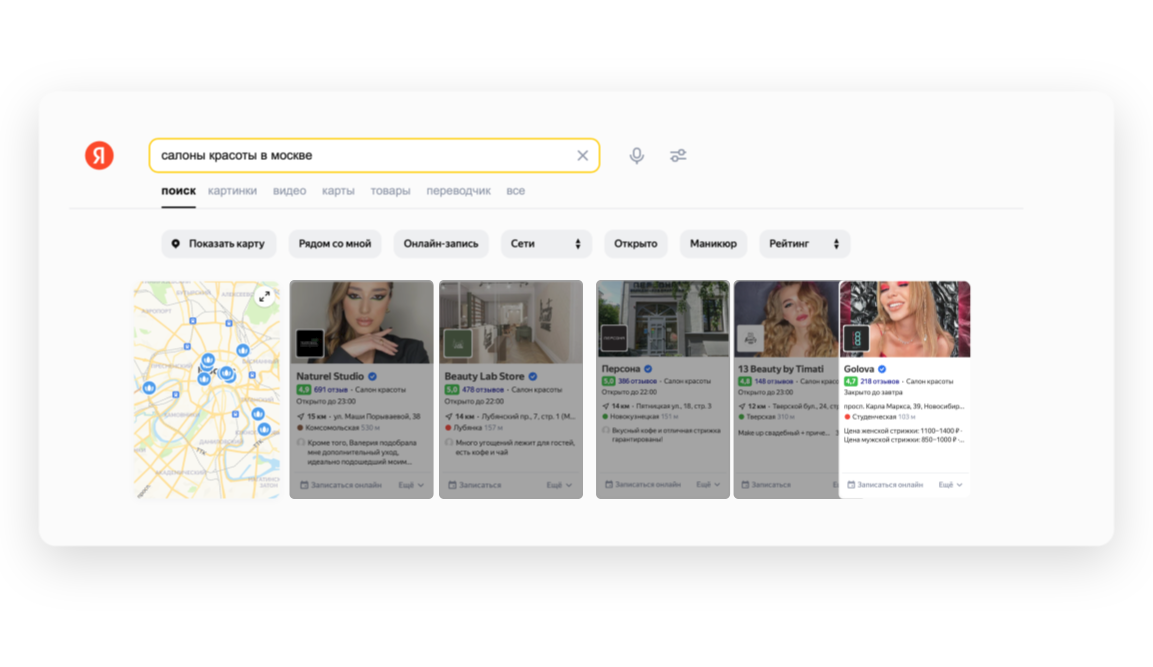 Я
салоны красоты в москве
поиск картинки видео карты товары переводчик все
Показать карту Рядом со мной Онлайн-запись Сети Открыто Маникюр Рейтинг
АЭРОПОРТ
ТТК
ТТК
Naturel Studio
4,9 691 отзыв · Салон красоты
Открыто до 23:00
15 км · ул. Маши Порываевой, 38
Комсомольская 530 м
Кроме того, Валерия подобрала
мне дополнительный уход,
идеально подошедший моим...
Записаться онлайн Ещё
Beauty Lab Store
5,0 478 отзывов · Салон красоты
Открыто до 22:00
14 км · Лубянский пр., 7, стр. 1 (М...
Лубянка 157 м
Много угощений лежит для гостей,
есть кофе и чай
Записаться Ещё
ПЕРСОНА
Персона
5,0 386 отзывов · Салон красоты
Открыто до 22:00
14 км · Пятницкая ул., 18, стр. 3
Новокузнецкая 151 м
Вкусный кофе и отличная стрижка
гарантированы!
Записаться онлайн Ещё
13 Beauty by Timati
4,8 148 отзывов · Салон красо
Открыто до 23:00
12 км · Тверской бул., 24, ст
Тверская 310 м
Make up свадебный + приче...
Записаться
Golova
4,7 218 отзывов · Салон красоты
Закрыто до завтра
просп. Карла Маркса, 39, Новосибир...
Студенческая 103 м
Цена женской стрижки: 1100–1400 ₽ ·
Цена мужской стрижки: 850–1000 ₽ ·...
Записаться онлайн Ещё